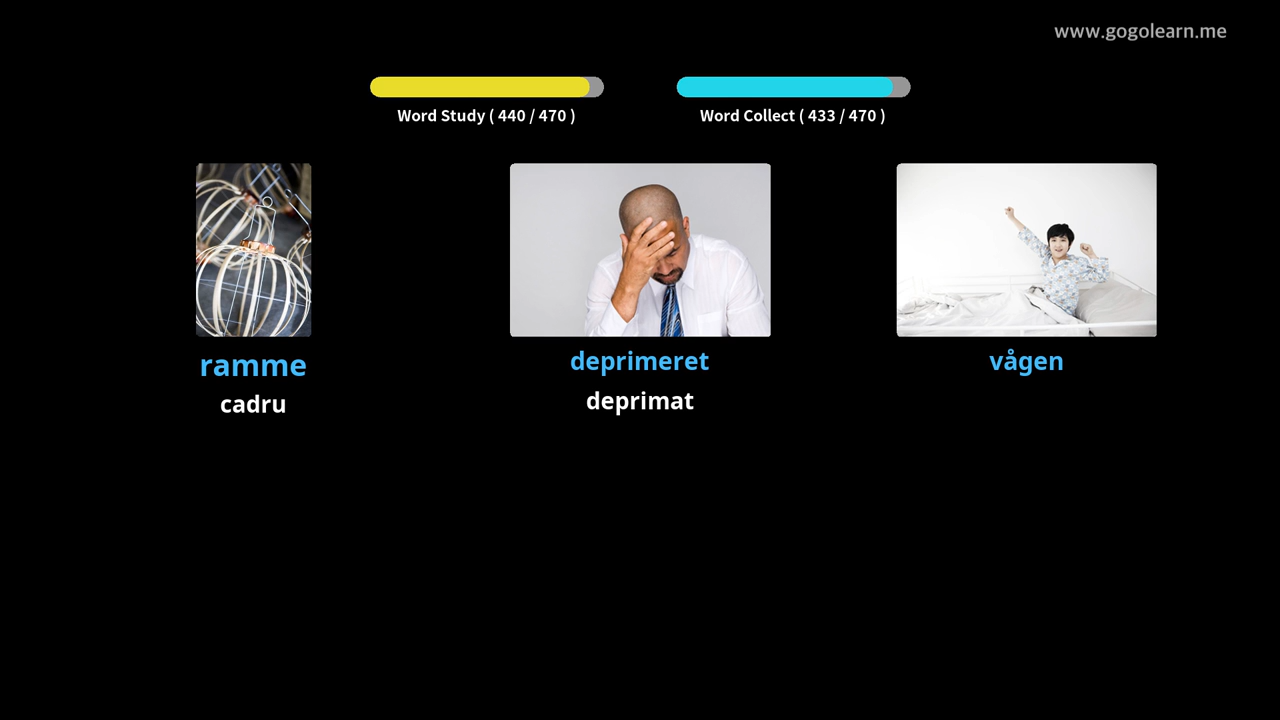 www.gogolearn.me
Word Study ( 440 / 470 )
Word Collect ( 433 / 470 )
ramme
cadru
deprimeret
deprimat
vågen